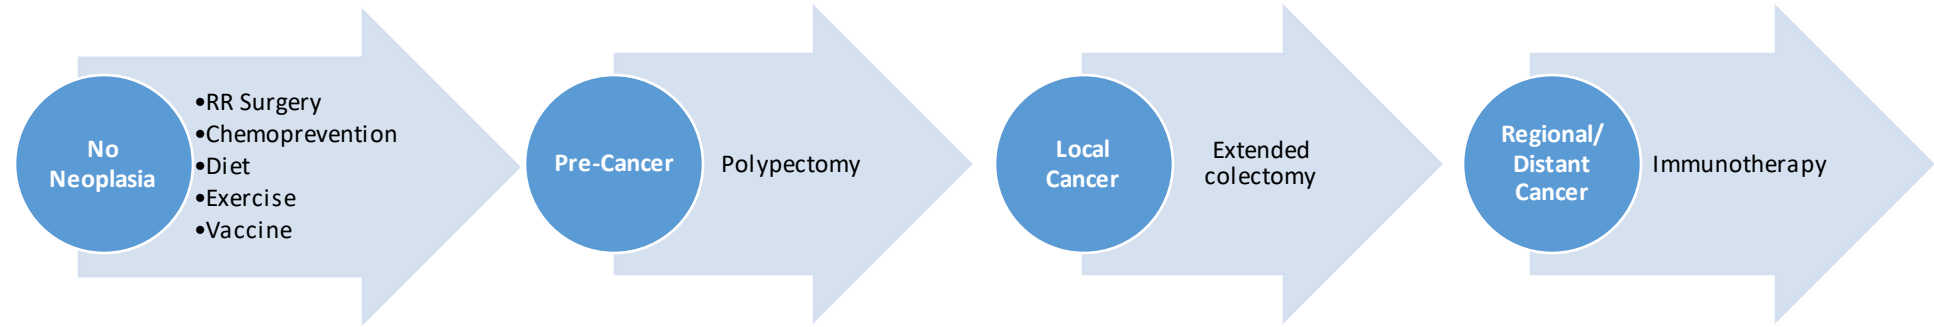 No
Neoplasia
•RR Surgery
•Chemoprevention
•Diet
•Exercise
•Vaccine
Pre-Cancer
Polypectomy
Local
Cancer
Extended
colectomy
Regional/
Distant
Cancer
Immunotherapy